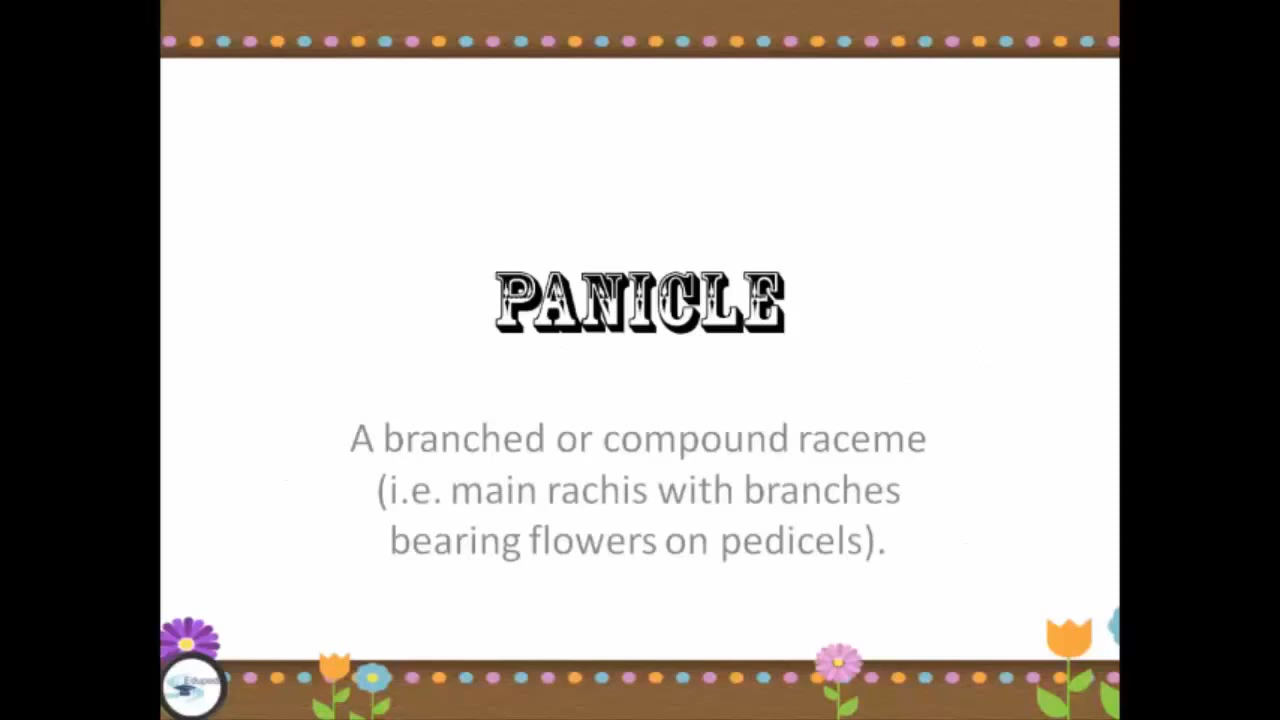 PANICLE
A branched or compound raceme
(i.e. main rachis with branches
bearing flowers on pedicels).